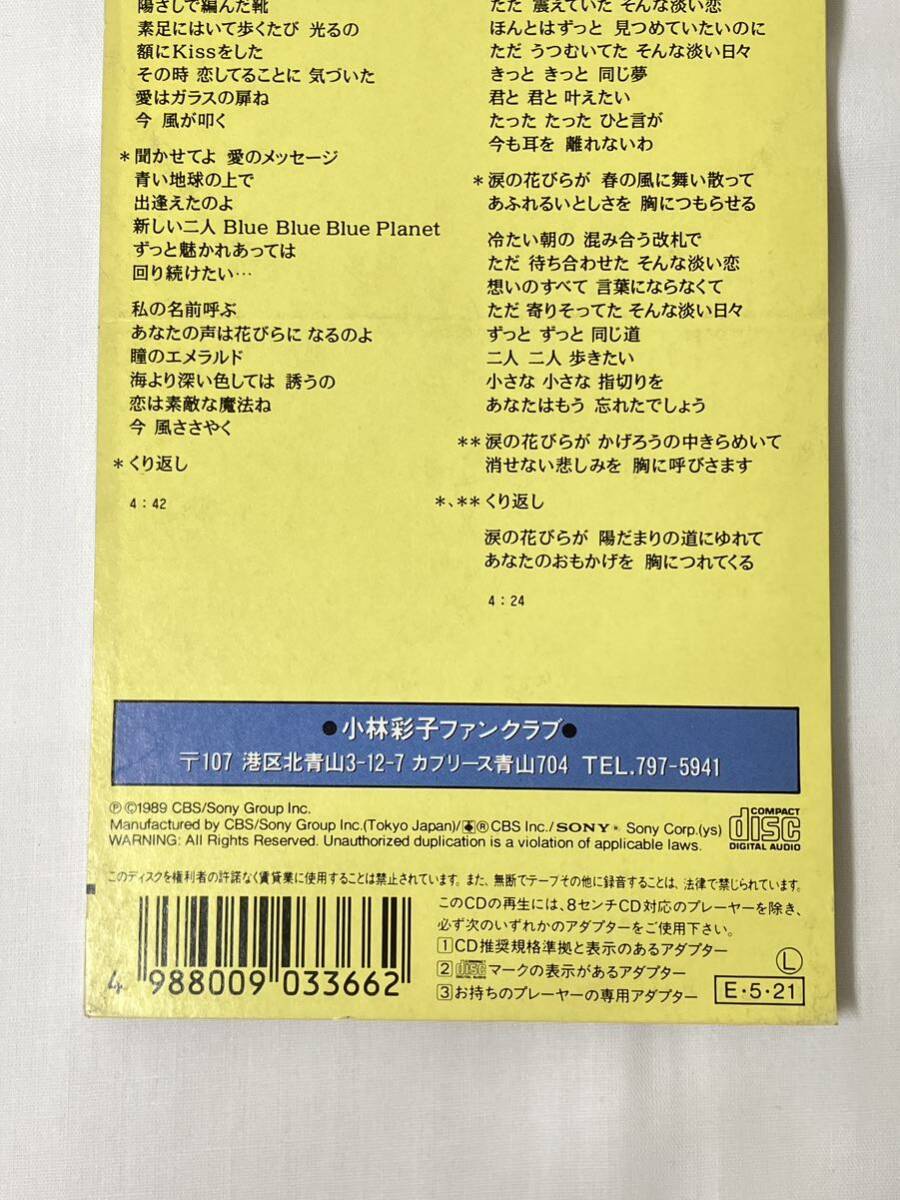 陽ざしで編んだ靴
素足にはいて歩くたび 光るの
額にKissをした
その時 恋してることに 気づいた
愛はガラスの扉ね
今 風が叩く
*聞かせてよ 愛のメッセージ
青い地球の上で
出逢えたのよ
新しい二人 Blue Blue Blue Planet
ずっと魅かれあっては
回り続けたい…
私の名前呼ぶ
あなたの声は花びらに なるのよ
瞳のエメラルド
海より深い色しては 誘うの
恋は素敵な魔法ね
今 風ささやく
*くり返し
4:42
ただ 震えていた そんな淡い恋
ほんとはずっと 見つめていたいのに
ただ うつむいてた そんな淡い日々
きっと きっと 同じ夢
君と 君と 叶えたい
たった たった ひと言が
今も耳を 離れないわ
*涙の花びらが 春の風に舞い散って
あふれるいとしさを 胸につもらせる
冷たい朝の 混み合う改札で
ただ 待ち合わせた そんな淡い恋
想いのすべて 言葉にならなくて
ただ 寄りそってた そんな淡い日々
ずっと ずっと 同じ道
二人 二人 歩きたい
小さな 小さな 指切りを
あなたはもう 忘れたでしょう
**涙の花びらが かげろうの中きらめいて
消せない悲しみを 胸に呼びさます
*、**くり返し
涙の花びらが 陽だまりの道にゆれて
あなたのおもかげを 胸につれてくる
4:24
●小林彩子ファンクラブ●
〒107 港区北青山3-12-7 カプリース青山704 TEL.797-5941
Ⓟ©1989 CBS/Sony Group Inc.
Manufactured by CBS/Sony Group Inc.(Tokyo Japan)/®CBS Inc./SONY® Sony Corp.(ys)
WARNING: All Rights Reserved. Unauthorized duplication is a violation of applicable laws.
COMPACT
disc
DIGITAL AUDIO
このディスクを権利者の許諾なく賃貸業に使用することは禁止されています。また、無断でテープその他に録音することは、法律で禁じられています。
4 988009 033662
このCDの再生には、8センチCD対応のプレーヤーを除き、
必ず次のいずれかのアダプターをご使用下さい。
1 CD推奨規格準拠と表示のあるアダプター
2 disc マークの表示があるアダプター
3 お持ちのプレーヤーの専用アダプター
Ⓛ
E・5・21